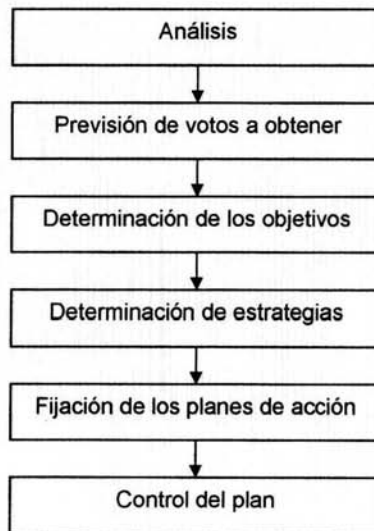 Análisis
Previsión de votos a obtener
Determinación de los objetivos
Determinación de estrategias
Fijación de los planes de acción
Control del plan